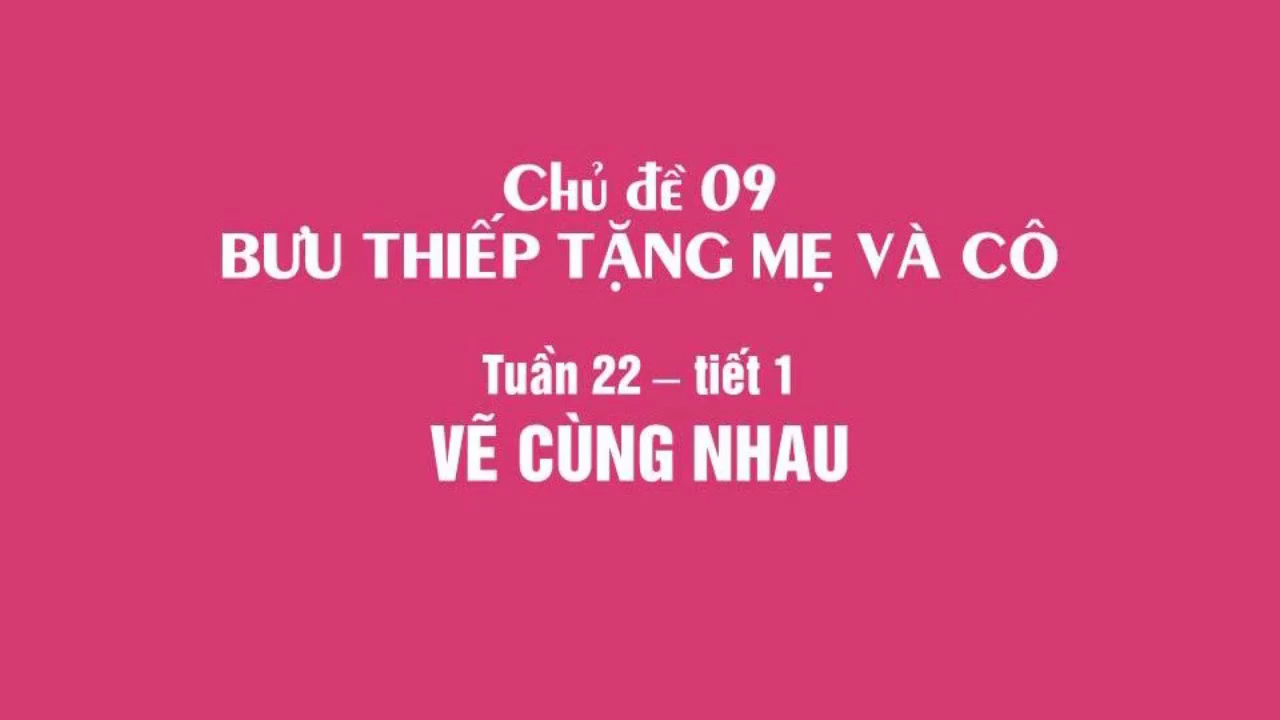 Chủ đề 09
BƯU THIẾP TẶNG MẸ VÀ CÔ
Tuần 22 – tiết 1
VẼ CÙNG NHAU